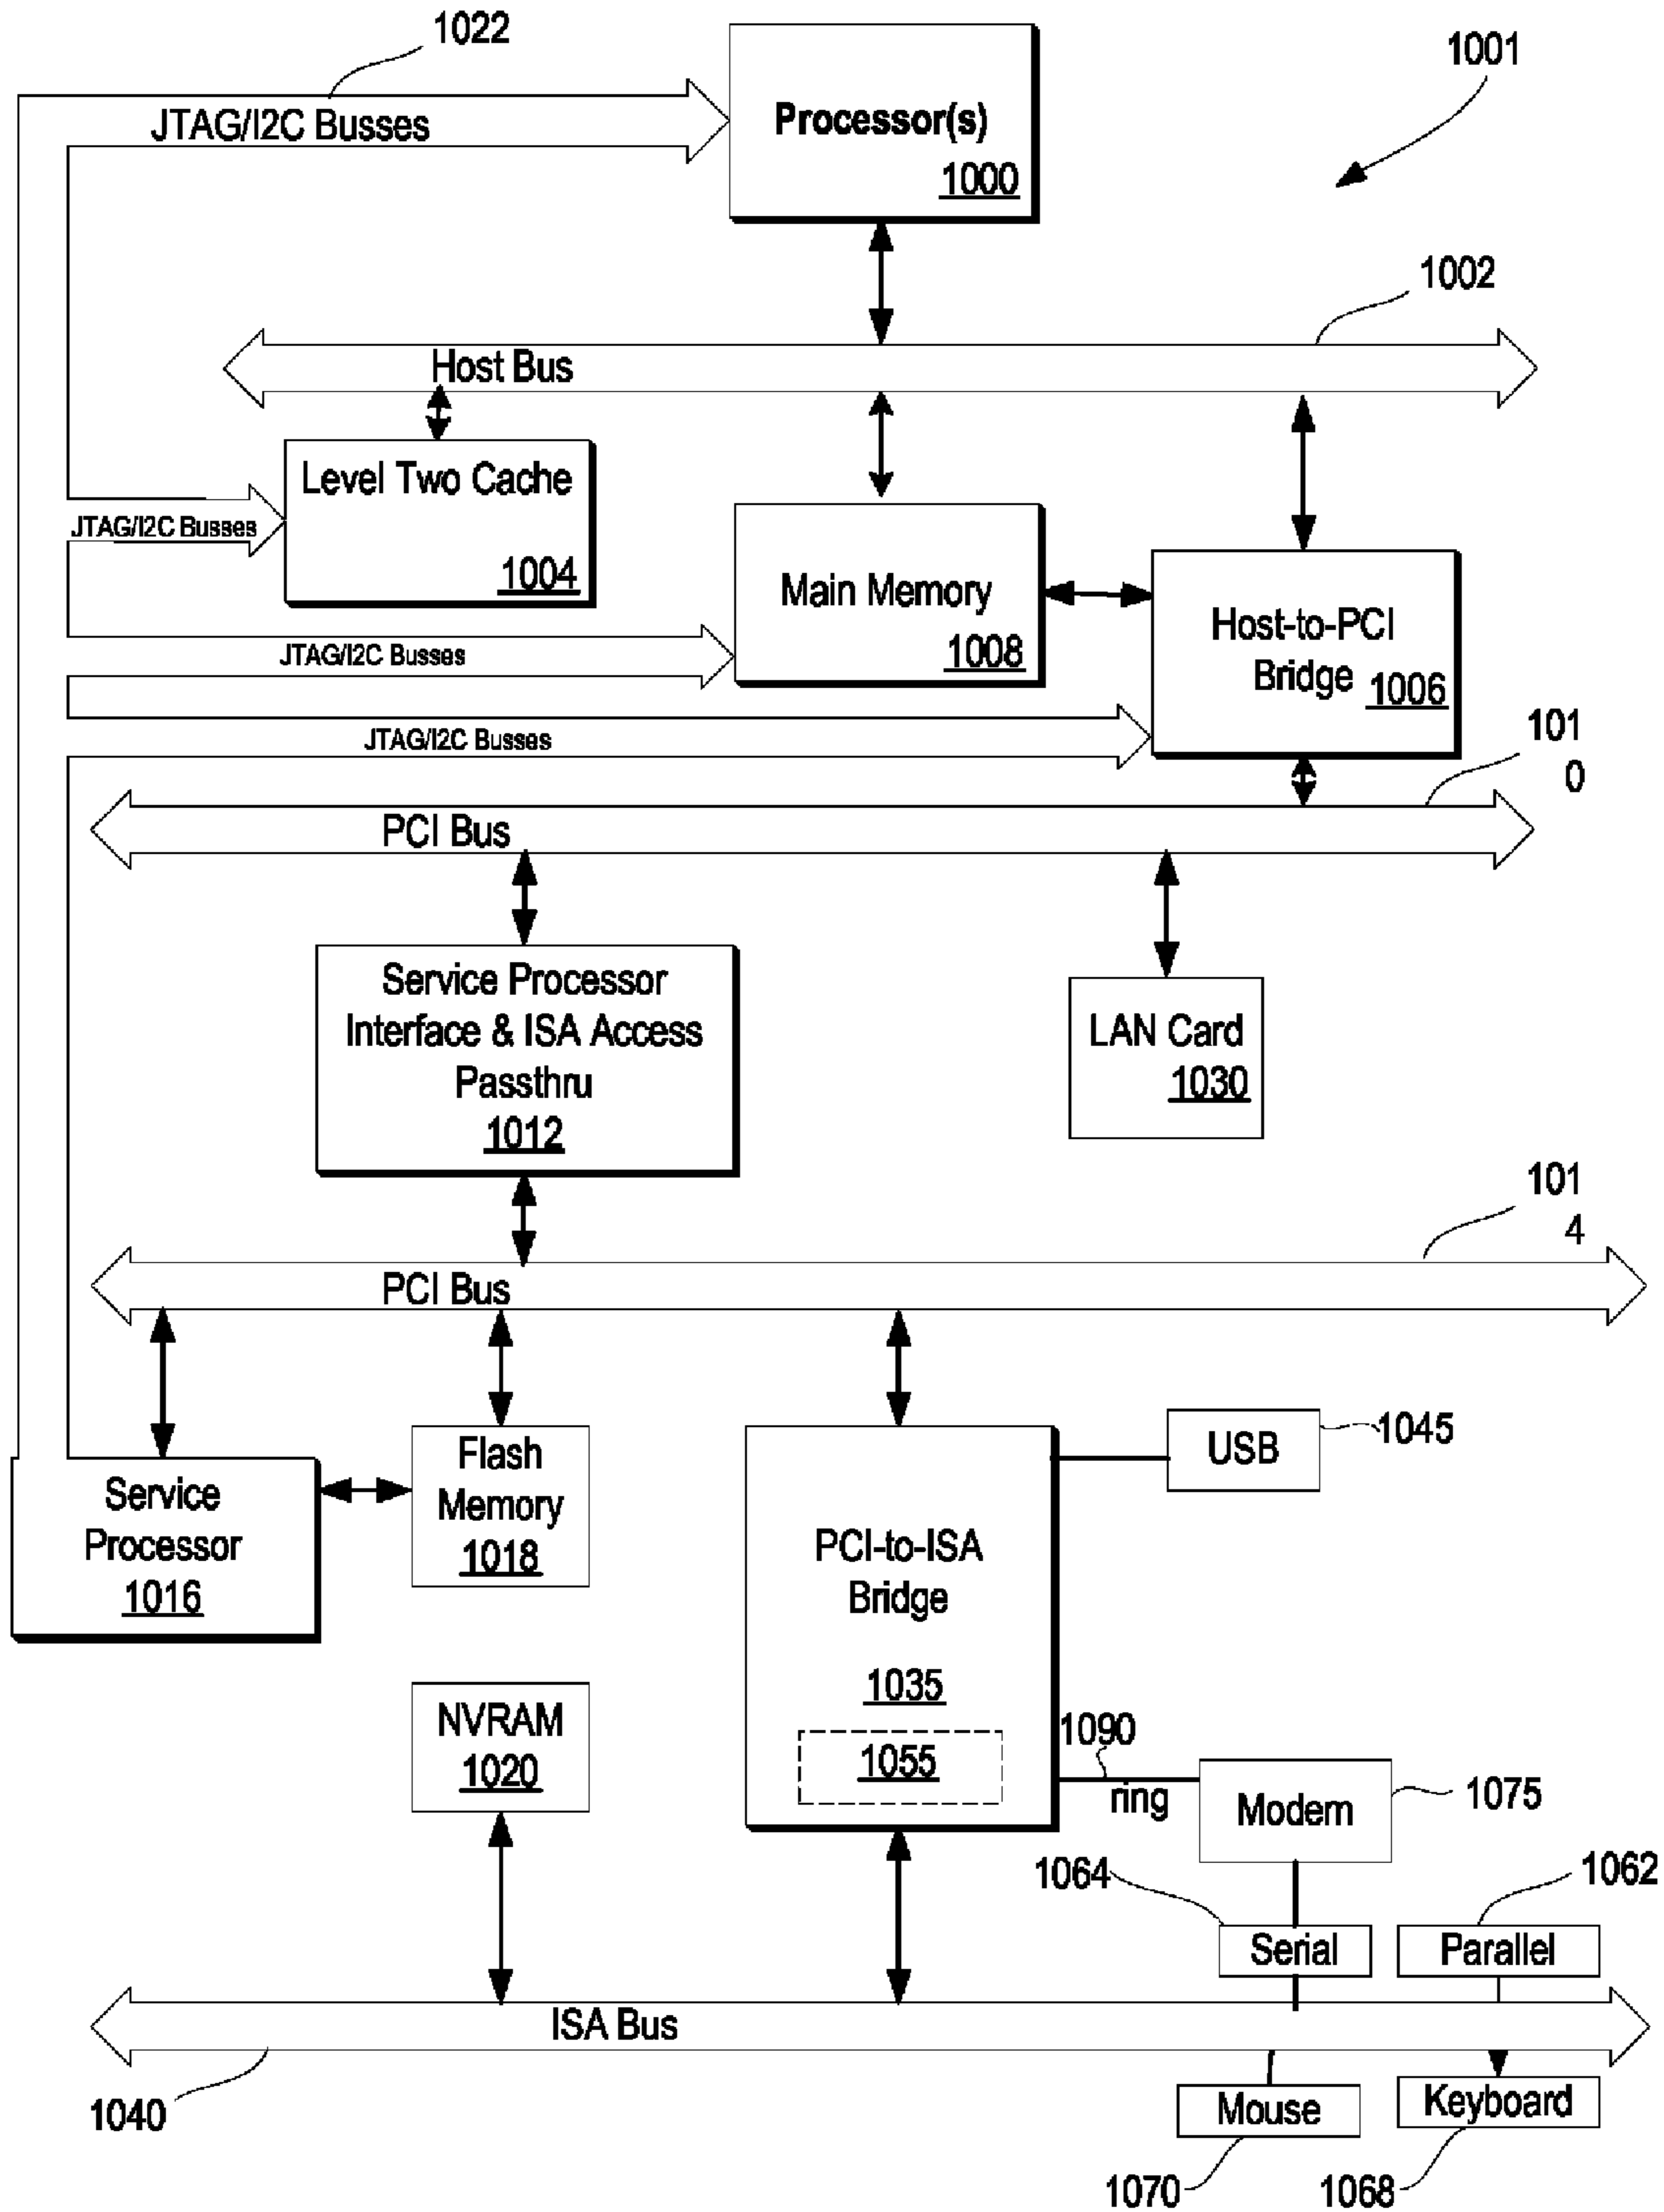 1022
1001
JTAG/I2C Busses
Processor(s)
1000
1002
Host Bus
Level Two Cache
1004
JTAG/I2C Busses
Main Memory
1008
Host-to-PCI
Bridge 1006
JTAG/I2C Busses
JTAG/I2C Busses
101
0
PCI Bus
Service Processor
Interface & ISA Access
Passthru
1012
LAN Card
1030
101
4
PCI Bus
Service
Processor
1016
Flash
Memory
1018
PCI-to-ISA
Bridge
1035
1055
USB
1045
NVRAM
1020
1090
ring
Modem
1075
1064
1062
Serial
Parallel
ISA Bus
1040
Mouse
Keyboard
1070
1068